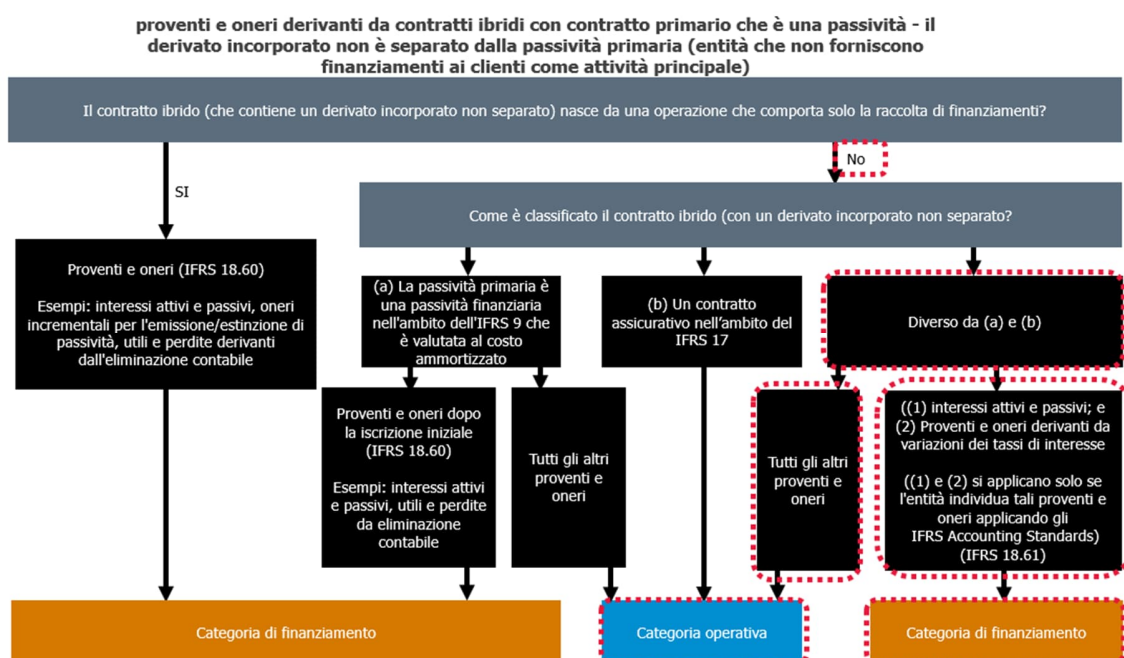 proventi e oneri derivanti da contratti ibridi con contratto primario che è una passività - il
derivato incorporato non è separato dalla passività primaria (entità che non forniscono
finanziamenti ai clienti come attività principale)
Il contratto ibrido (che contiene un derivato incorporato non separato) nasce da una operazione che comporta solo la raccolta di finanziamenti?
No
SI
Come è classificato il contratto ibrido (con un derivato incorporato non separato?
Proventi e oneri (IFRS 18.60)
Esempi: interessi attivi e passivi, oneri
incrementali per l'emissione/estinzione di
passività, utili e perdite derivanti
dall'eliminazione contabile
(a) La passività primaria è
una passività finanziaria
nell'ambito dell'IFRS 9 che
è valutata al costo
ammortizzato
(b) Un contratto
assicurativo nell’ambito del
IFRS 17
Diverso da (a) e (b)
Proventi e oneri dopo
la iscrizione iniziale
(IFRS 18.60)
Esempi: interessi attivi
e passivi, utili e perdite
da eliminazione
contabile
Tutti gli altri
proventi e
oneri
Tutti gli altri
proventi e
oneri
((1) interessi attivi e passivi; e
(2) Proventi e oneri derivanti da
variazioni dei tassi di interesse
((1) e (2) si applicano solo se
l'entità individua tali proventi e
oneri applicando gli
IFRS Accounting Standards)
(IFRS 18.61)
Categoria di finanziamento
Categoria operativa
Categoria di finanziamento